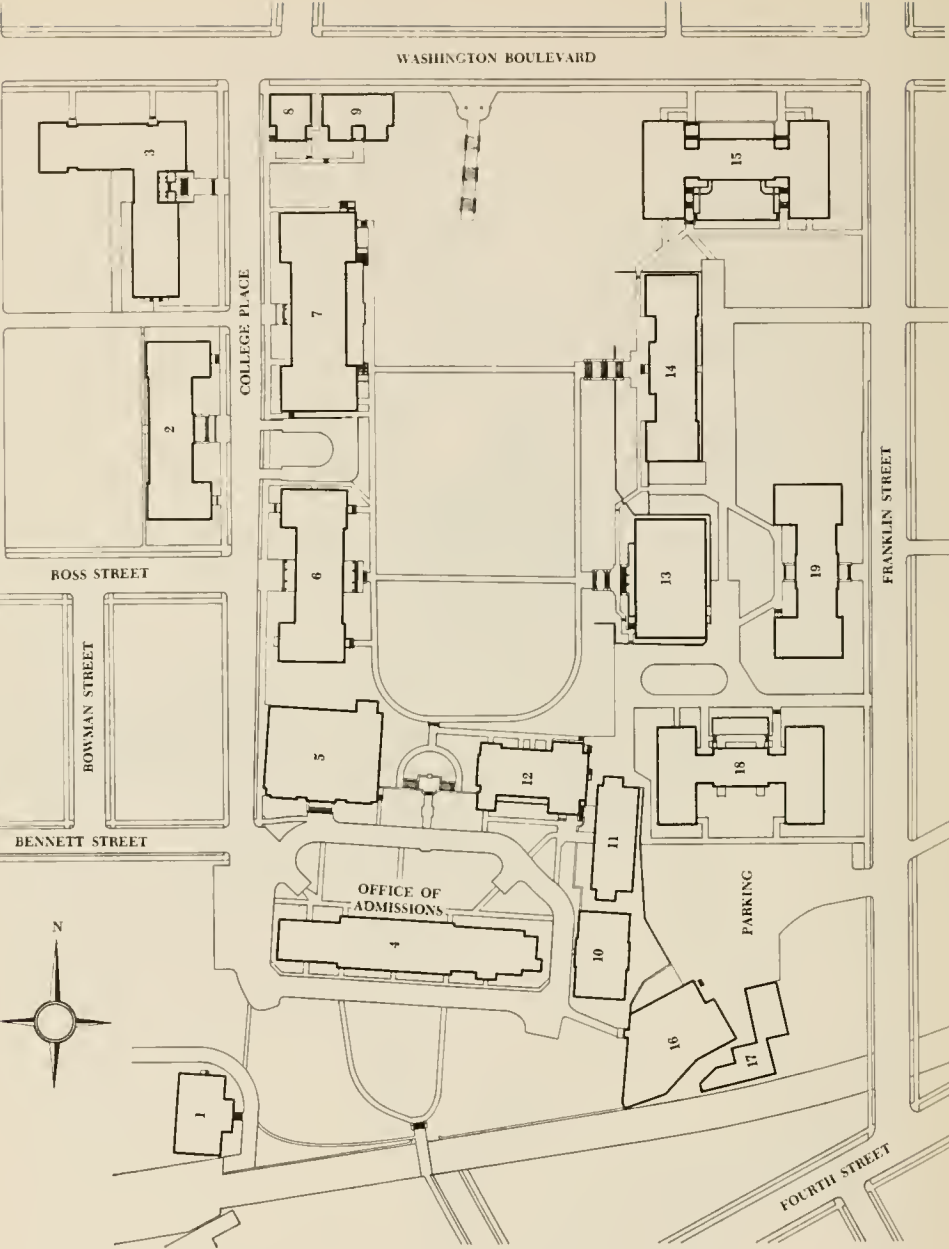 WASHINGTON BOULEVARD
8
9
3
15
COLLEGE PLACE
7
14
2
FRANKLIN STREET
6
13
19
ROSS STREET
BOWMAN STREET
5
12
18
11
BENNETT STREET
OFFICE OF
ADMISSIONS
4
PARKING
10
N
16
17
1
FOURTH STREET